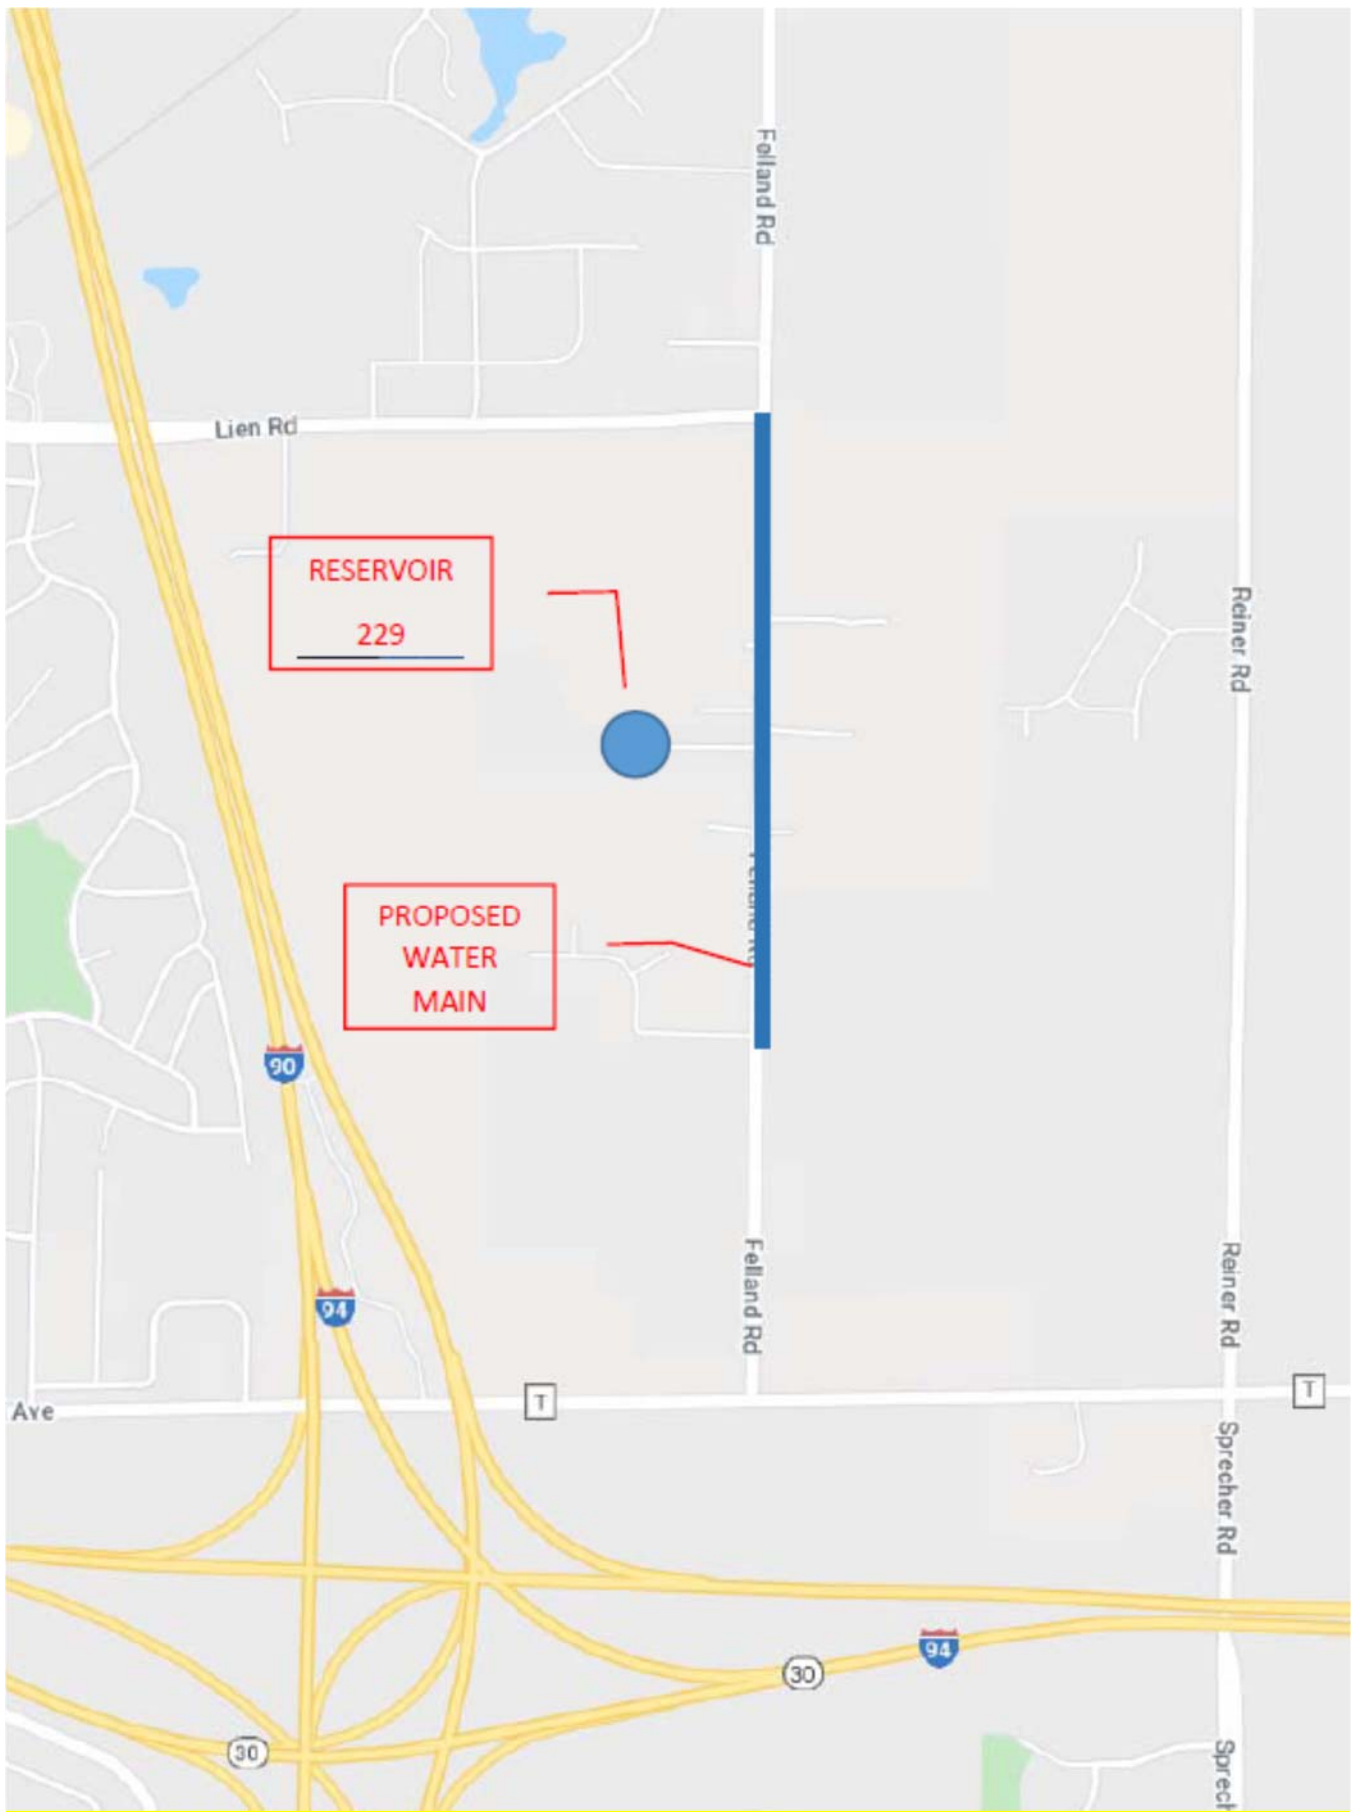 Felland Rd
Lien Rd
RESERVOIR
229
Reiner Rd
PROPOSED
WATER
MAIN
90
94
Felland Rd
Reiner Rd
T
T
Ave
Sprecher Rd
94
30
30
Sprech